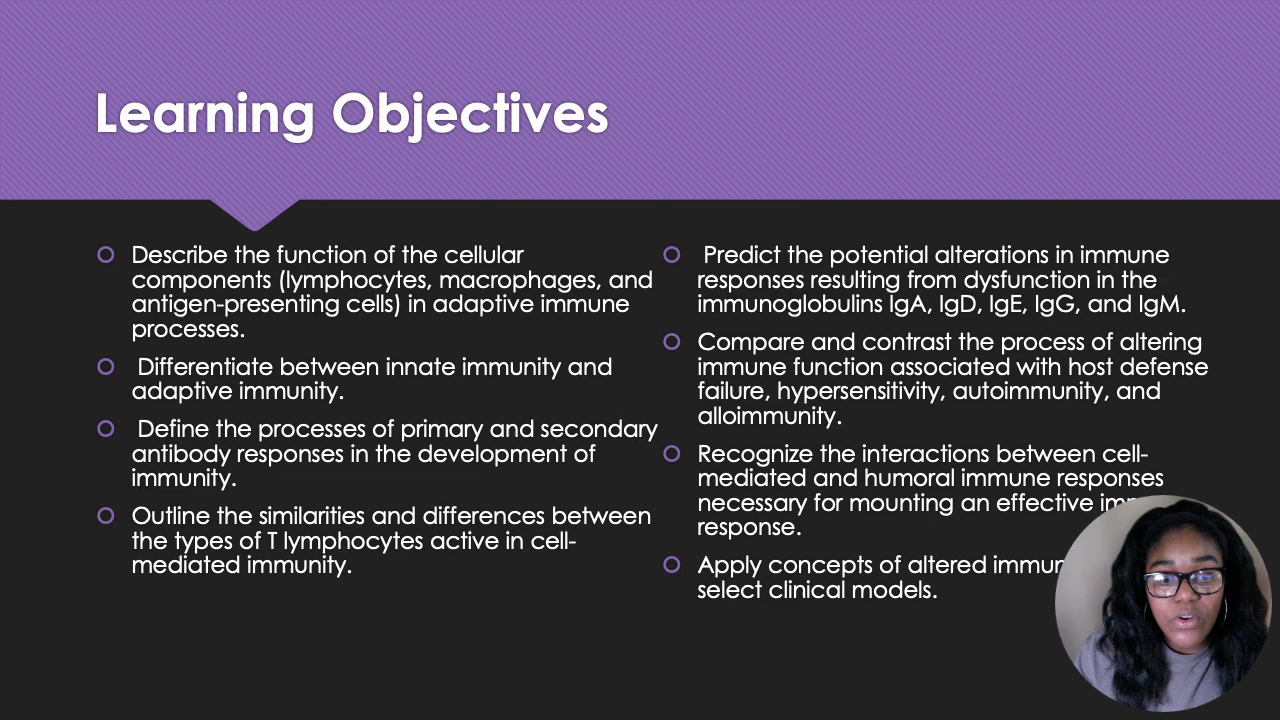 Learning Objectives
Describe the function of the cellular
components (lymphocytes, macrophages, and
antigen-presenting cells) in adaptive immune
processes.
Differentiate between innate immunity and
adaptive immunity.
Define the processes of primary and secondary
antibody responses in the development of
immunity.
Outline the similarities and differences between
the types of T lymphocytes active in cell-
mediated immunity.
Predict the potential alterations in immune
responses resulting from dysfunction in the
immunoglobulins IgA, IgD, IgE, IgG, and IgM.
Compare and contrast the process of altering
immune function associated with host defense
failure, hypersensitivity, autoimmunity, and
alloimmunity.
Recognize the interactions between cell-
mediated and humoral immune responses
necessary for mounting an effective
response.
Apply concepts of altered
select clinical models.